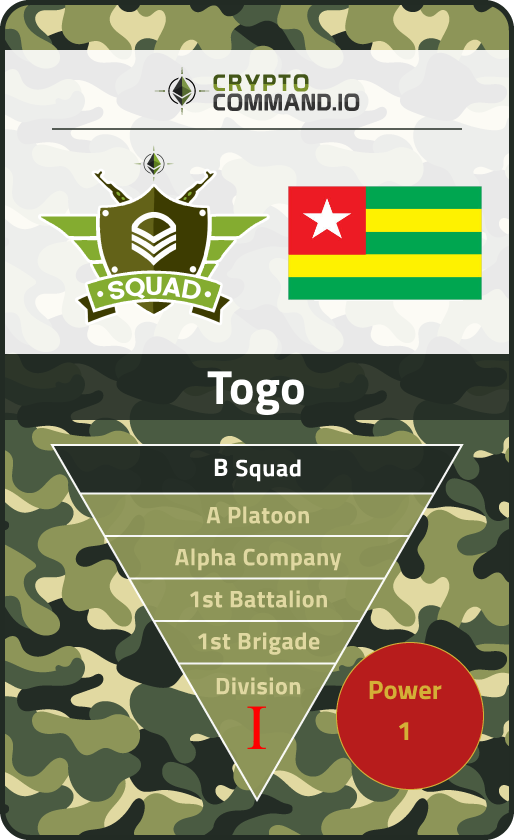 CRYPTO
COMMAND.IO
SQUAD
Togo
B Squad
A Platoon
Alpha Company
1st Battalion
1st Brigade
Division
I
Power
1